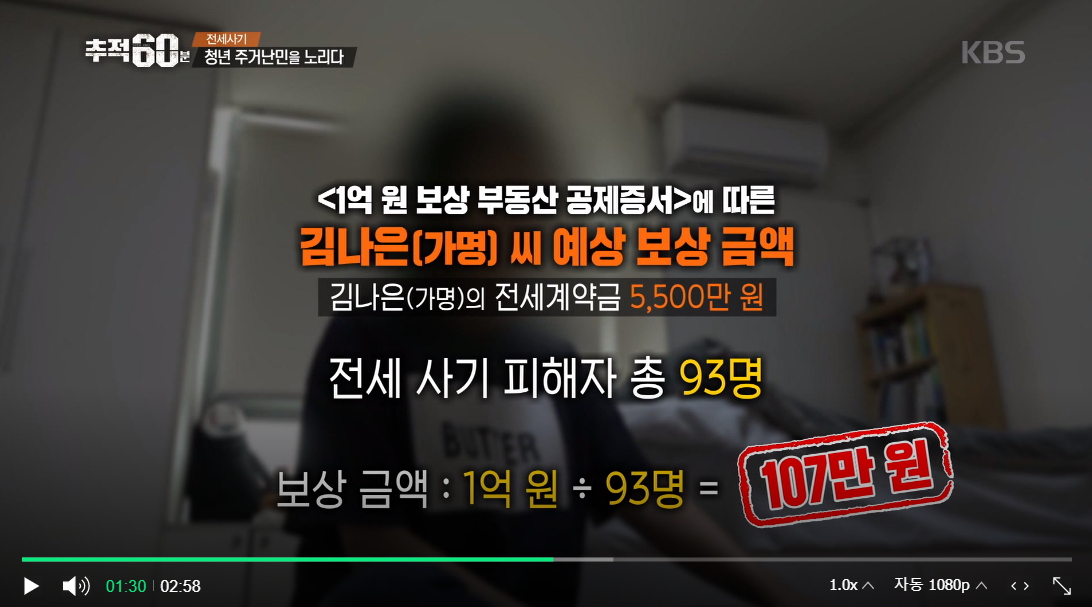 추적60분
전세사기
청년 주거난민을 노리다
KBS
<1억 원 보상 부동산 공제증서>에 따른
김나은(가명) 씨 예상 보상 금액
김나은(가명)의 전세계약금 5,500만 원
전세 사기 피해자 총 93명
BUTTER
보상 금액 : 1억 원 ÷ 93명 = 107만 원
01:30 02:58
1.0x 자동 1080p